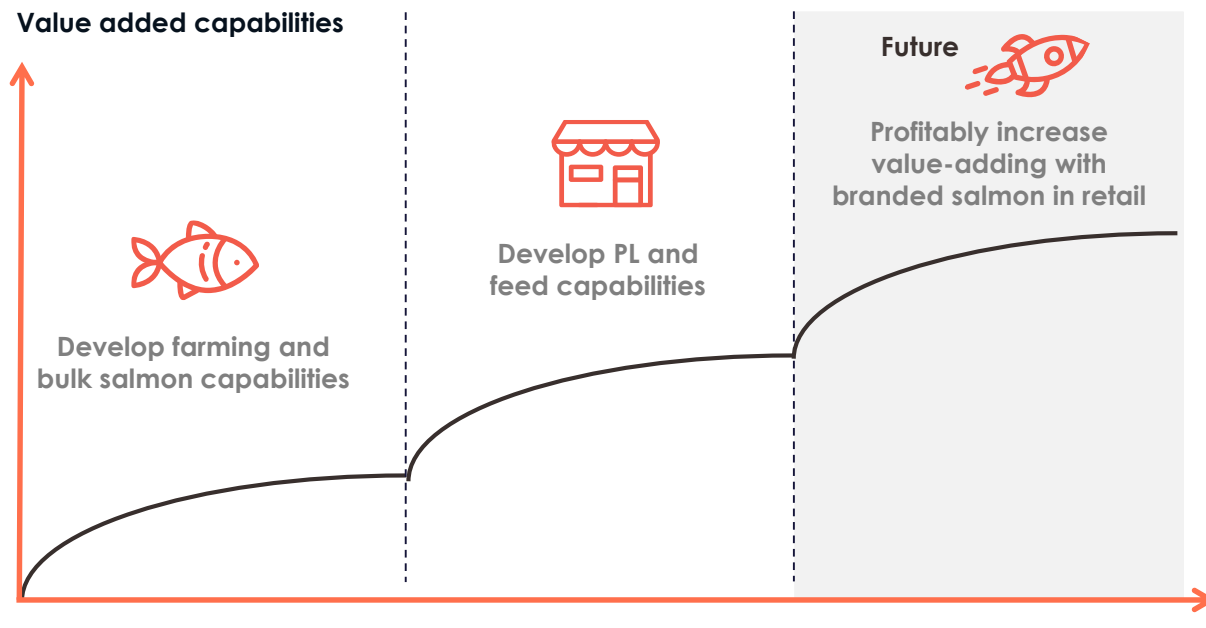 Value added capabilities
Future
Profitably increase
value-adding with
branded salmon in retail
Develop PL and
feed capabilities
Develop farming and
bulk salmon capabilities